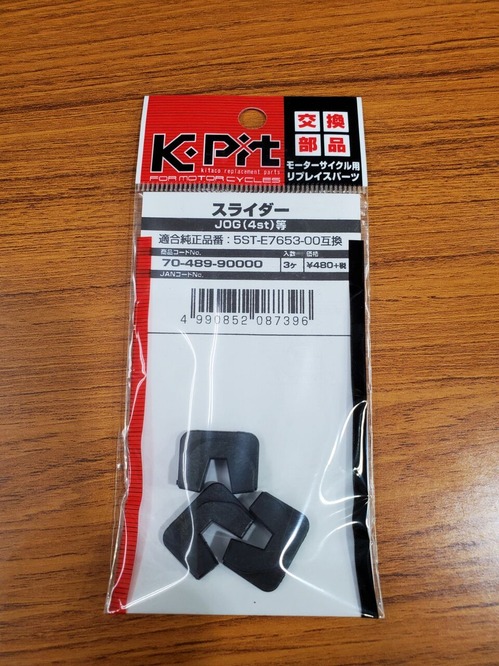 K·Pit
kitaco replacement parts
FOR MOTOR CYCLES
交換
部品
モーターサイクル用
リプレイスパーツ
スライダー
JOG(4st)等
適合純正品番：5ST-E7653-00互換
商品コードNo. 入数 価格
70-489-90000 3ヶ ¥480+税
JANコードNo.
4 990852 087396